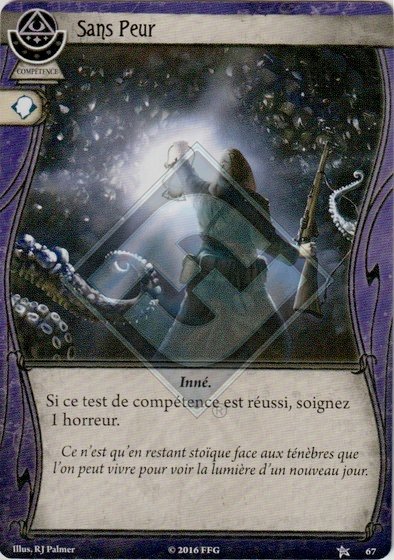 Sans Peur
COMPÉTENCE
Inné.
Si ce test de compétence est réussi, soignez
1 horreur.
Ce n'est qu'en restant stoïque face aux ténèbres que
l'on peut vivre pour voir la lumière d'un nouveau jour.
Illus. RJ Palmer
© 2016 FFG
67